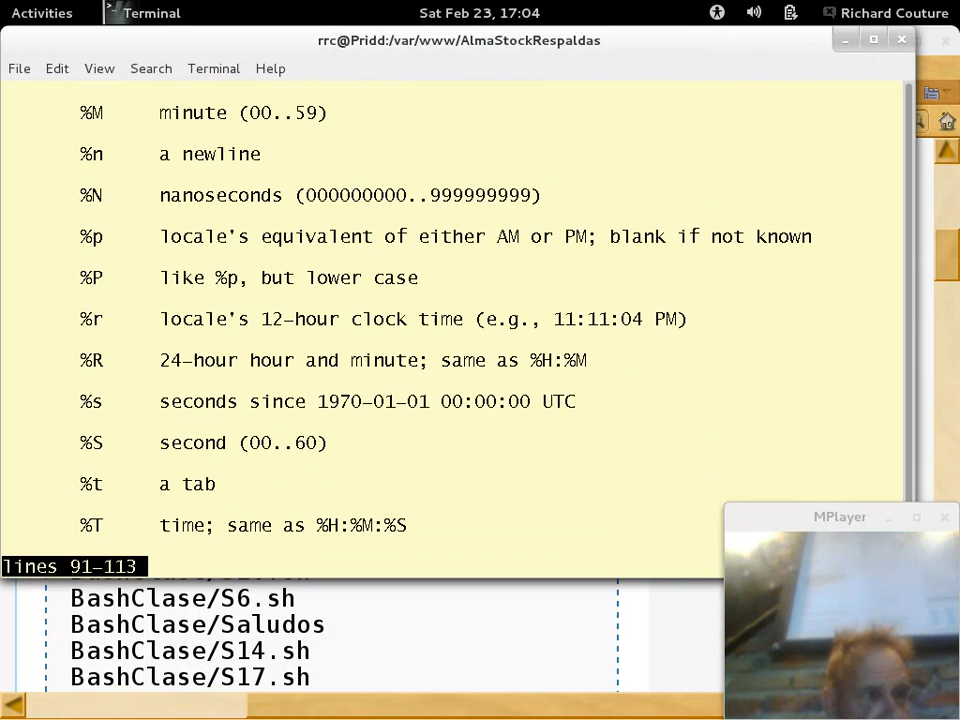 Activities Terminal Sat Feb 23, 17:04 Richard Couture
rrc@Pridd:/var/www/AlmaStockRespaldas
File Edit View Search Terminal Help
%M minute (00..59)
%n a newline
%N nanoseconds (000000000..999999999)
%p locale's equivalent of either AM or PM; blank if not known
%P like %p, but lower case
%r locale's 12-hour clock time (e.g., 11:11:04 PM)
%R 24-hour hour and minute; same as %H:%M
%s seconds since 1970-01-01 00:00:00 UTC
%S second (00..60)
%t a tab
%T time; same as %H:%M:%S
lines 91-113
MPlayer
BashClase/S6.sh
BashClase/Saludos
BashClase/S14.sh
BashClase/S17.sh